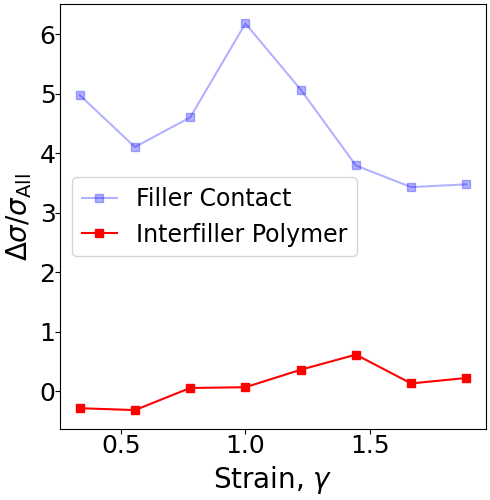 6
5
4
3
2
1
0
Δσ/σAll
Filler Contact
Interfiller Polymer
0.5 1.0 1.5
Strain, γ